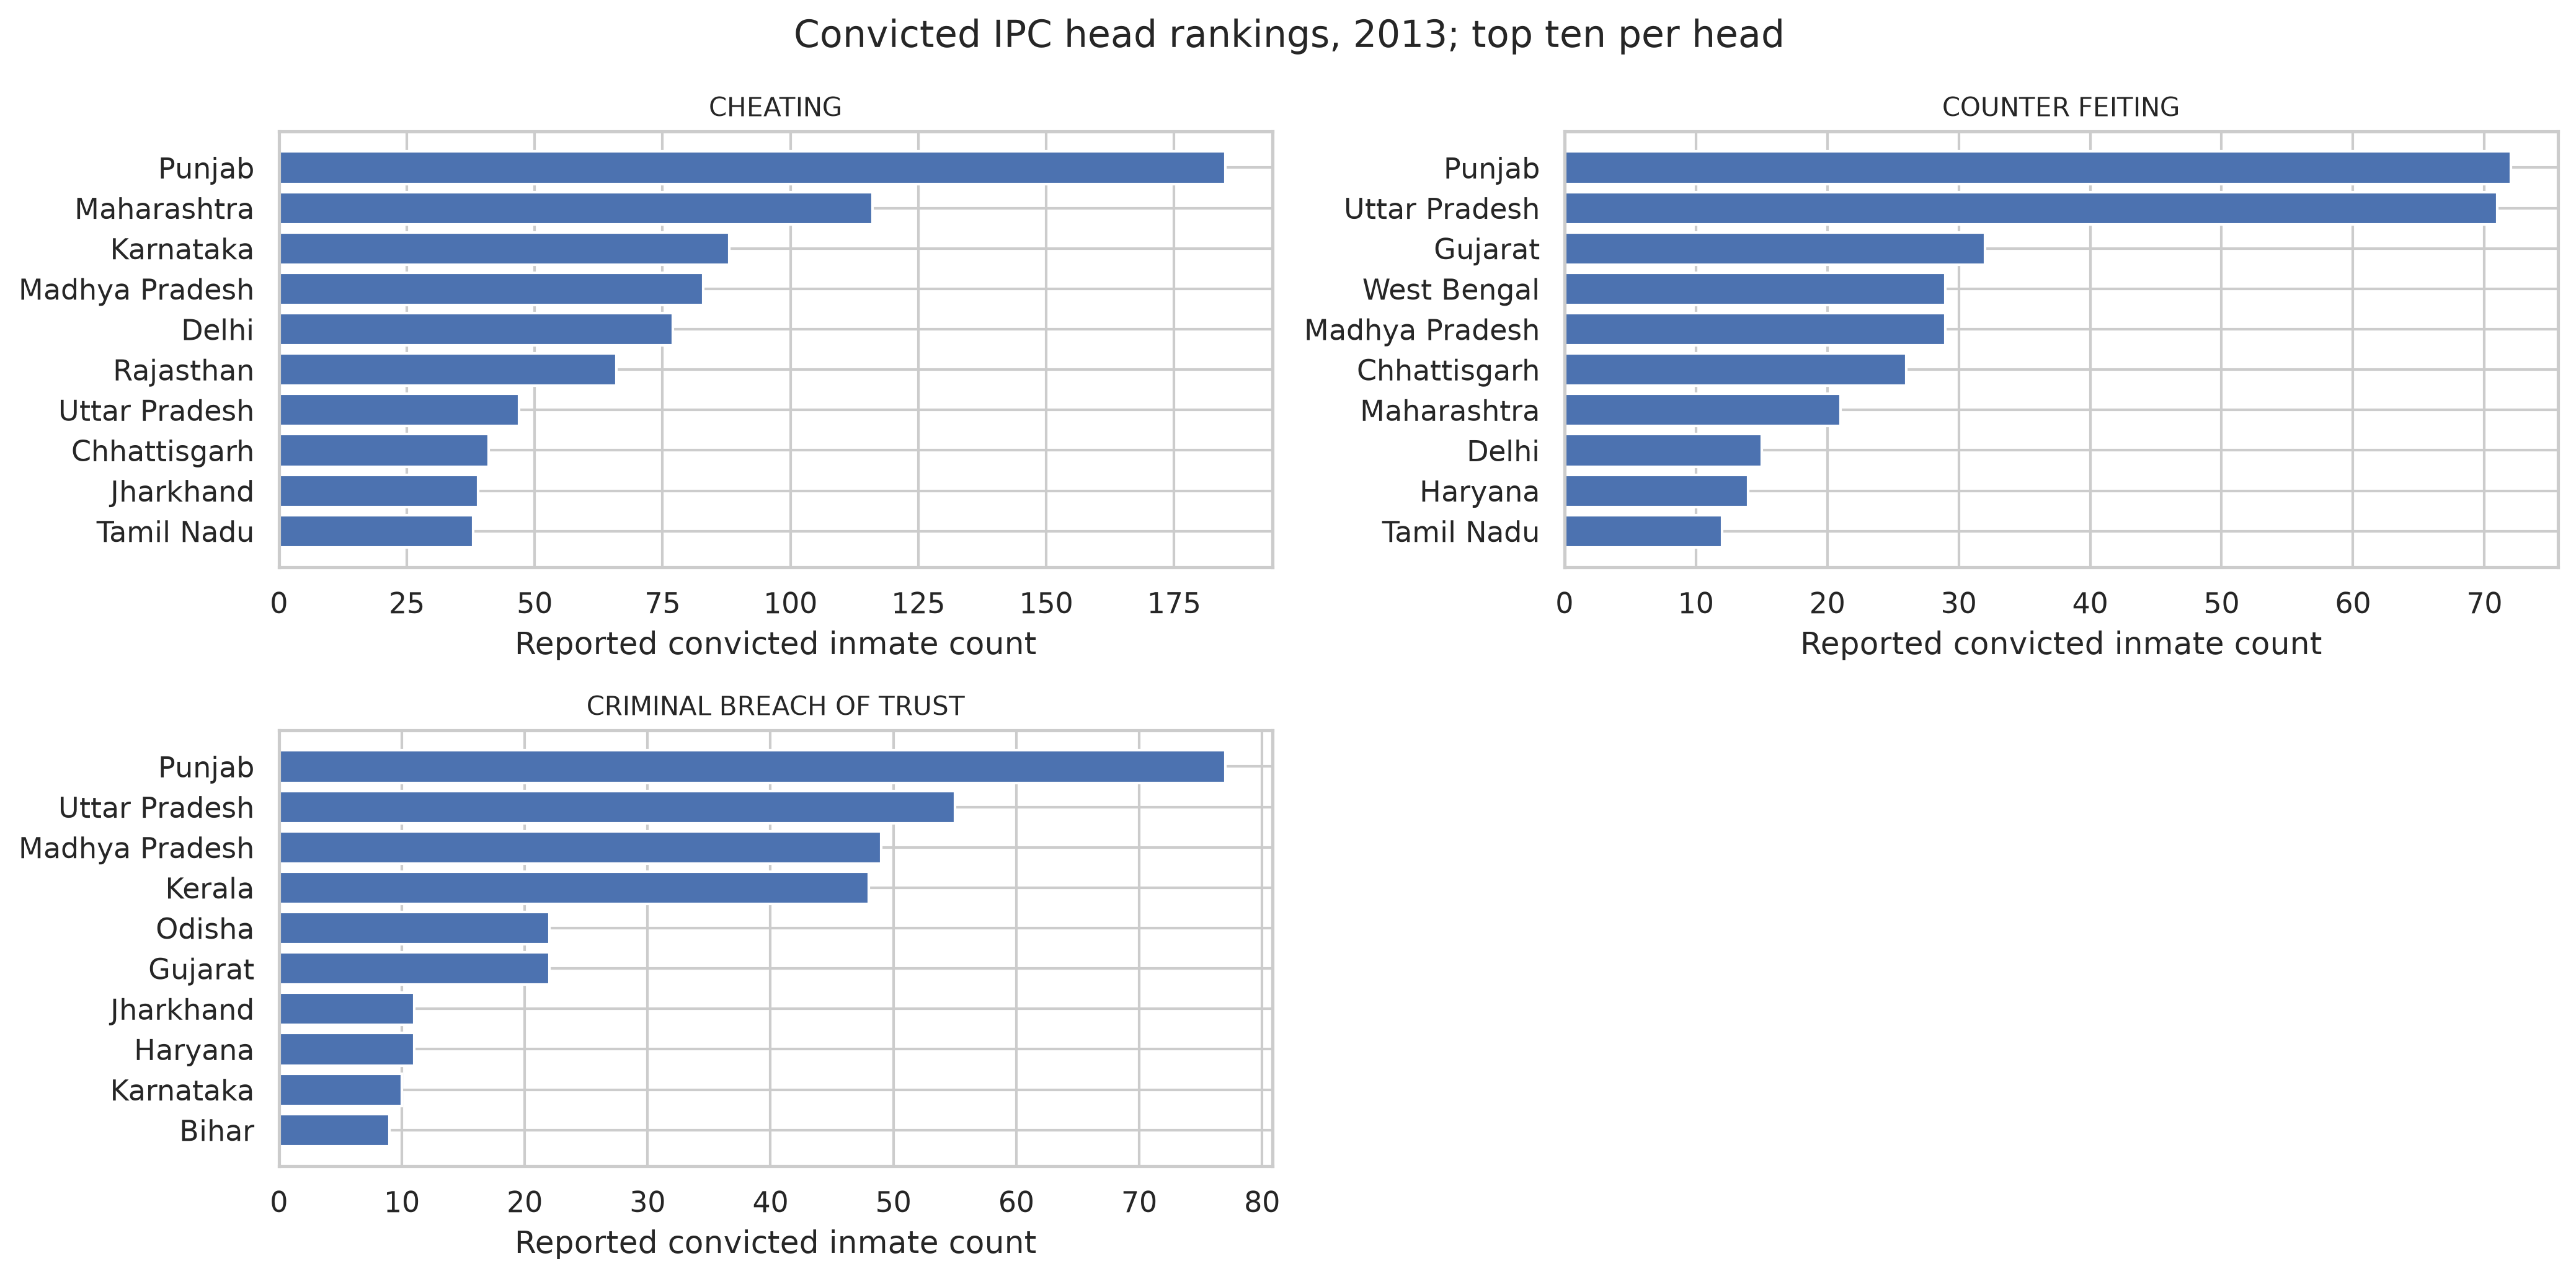 Convicted IPC head rankings, 2013; top ten per head
CHEATING
Punjab
Maharashtra
Karnataka
Madhya Pradesh
Delhi
Rajasthan
Uttar Pradesh
Chhattisgarh
Jharkhand
Tamil Nadu
0 25 50 75 100 125 150 175
Reported convicted inmate count
COUNTER FEITING
Punjab
Uttar Pradesh
Gujarat
West Bengal
Madhya Pradesh
Chhattisgarh
Maharashtra
Delhi
Haryana
Tamil Nadu
0 10 20 30 40 50 60 70
Reported convicted inmate count
CRIMINAL BREACH OF TRUST
Punjab
Uttar Pradesh
Madhya Pradesh
Kerala
Odisha
Gujarat
Jharkhand
Haryana
Karnataka
Bihar
0 10 20 30 40 50 60 70 80
Reported convicted inmate count